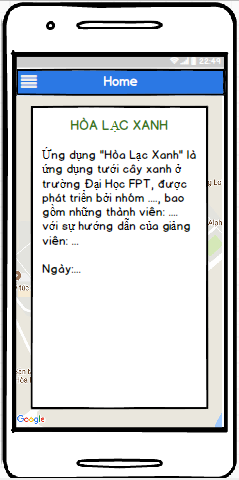 22:49
Home
HÒA LẠC XANH
Ứng dụng "Hòa Lạc Xanh" là
ứng dụng tưới cây xanh ở
trường Đại Học FPT, được
phát triển bởi nhóm ...., bao
gồm những thành viên: ....
với sự hướng dẫn của giảng
viên: ...
Ngày:...
Google